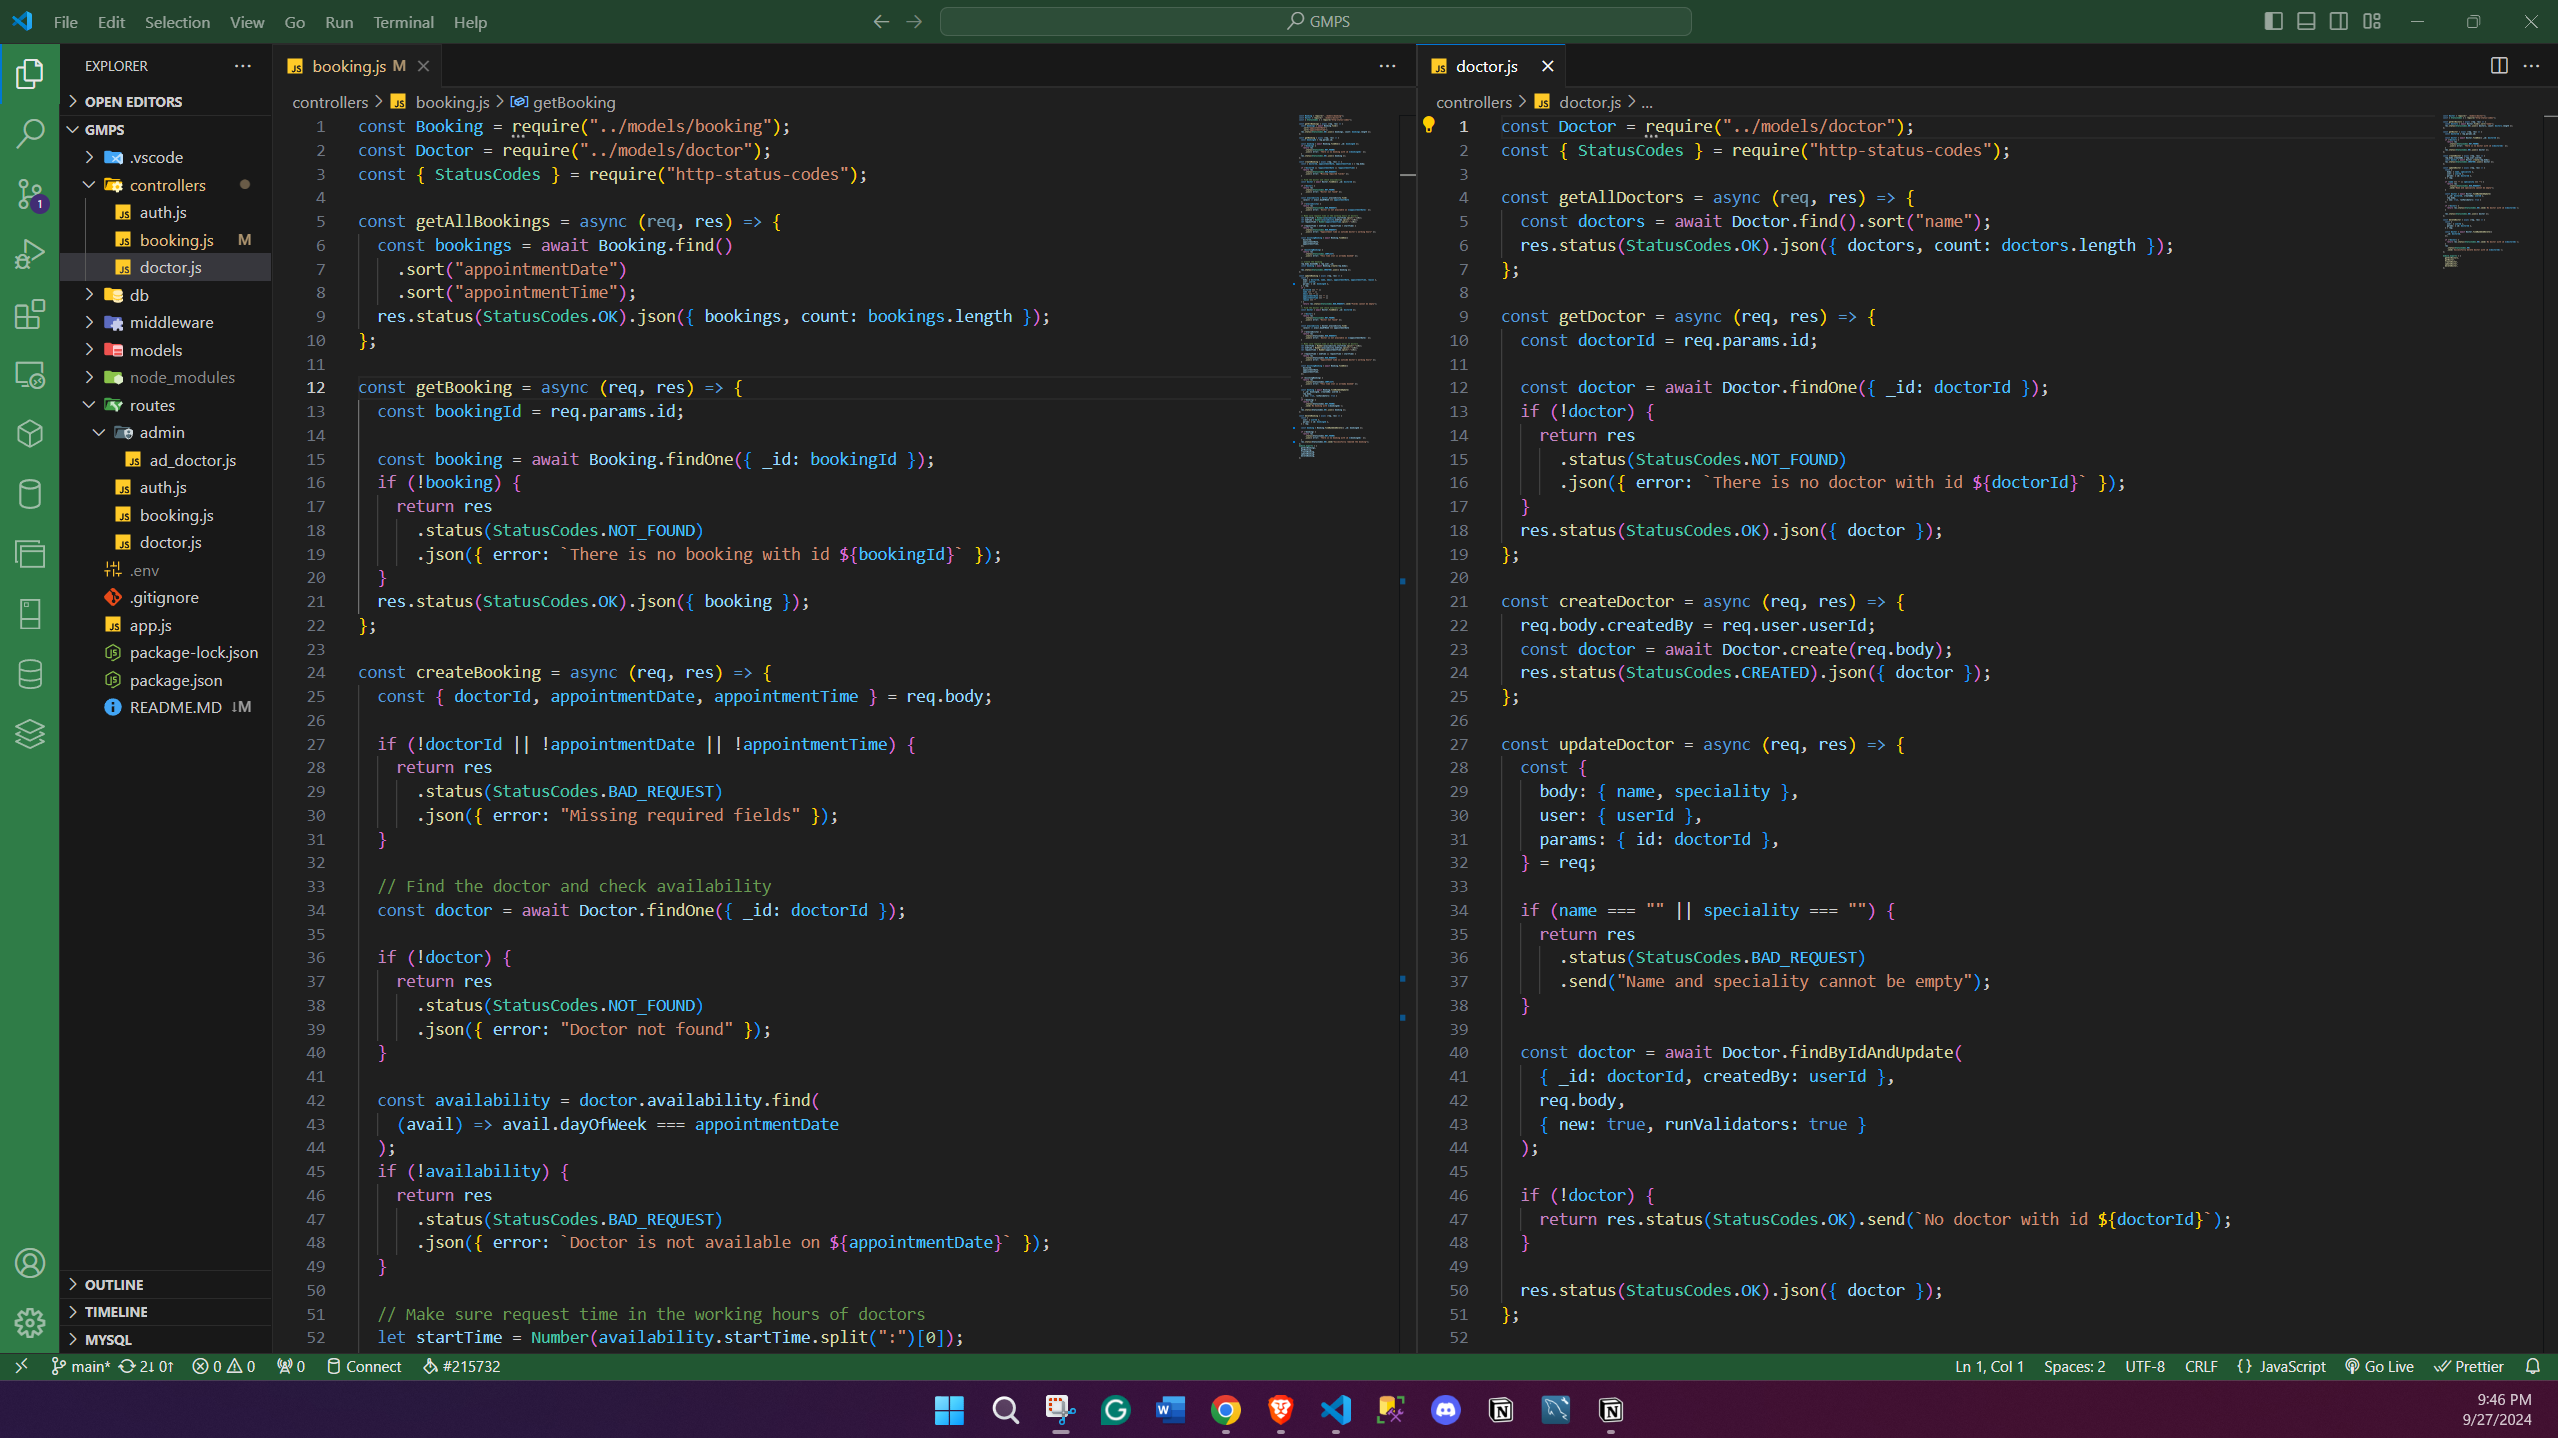 File Edit Selection View Go Run Terminal Help
GMPS
EXPLORER
OPEN EDITORS
GMPS
.vscode
controllers
auth.js
booking.js M
doctor.js
db
middleware
models
node_modules
routes
admin
ad_doctor.js
auth.js
booking.js
doctor.js
.env
.gitignore
app.js
package-lock.json
package.json
README.MD ↓M
OUTLINE
TIMELINE
MYSQL
booking.js M
controllers > booking.js > getBooking
1 const Booking = require("../models/booking");
2 const Doctor = require("../models/doctor");
3 const { StatusCodes } = require("http-status-codes");
4
5 const getAllBookings = async (req, res) => {
6 const bookings = await Booking.find()
7 .sort("appointmentDate")
8 .sort("appointmentTime");
9 res.status(StatusCodes.OK).json({ bookings, count: bookings.length });
10 };
11
12 const getBooking = async (req, res) => {
13 const bookingId = req.params.id;
14
15 const booking = await Booking.findOne({ _id: bookingId });
16 if (!booking) {
17 return res
18 .status(StatusCodes.NOT_FOUND)
19 .json({ error: `There is no booking with id ${bookingId}` });
20 }
21 res.status(StatusCodes.OK).json({ booking });
22 };
23
24 const createBooking = async (req, res) => {
25 const { doctorId, appointmentDate, appointmentTime } = req.body;
26
27 if (!doctorId || !appointmentDate || !appointmentTime) {
28 return res
29 .status(StatusCodes.BAD_REQUEST)
30 .json({ error: "Missing required fields" });
31 }
32
33 // Find the doctor and check availability
34 const doctor = await Doctor.findOne({ _id: doctorId });
35
36 if (!doctor) {
37 return res
38 .status(StatusCodes.NOT_FOUND)
39 .json({ error: "Doctor not found" });
40 }
41
42 const availability = doctor.availability.find(
43 (avail) => avail.dayOfWeek === appointmentDate
44 );
45 if (!availability) {
46 return res
47 .status(StatusCodes.BAD_REQUEST)
48 .json({ error: `Doctor is not available on ${appointmentDate}` });
49 }
50
51 // Make sure request time in the working hours of doctors
52 let startTime = Number(availability.startTime.split(":")[0]);
doctor.js
controllers > doctor.js > ...
1 const Doctor = require("../models/doctor");
2 const { StatusCodes } = require("http-status-codes");
3
4 const getAllDoctors = async (req, res) => {
5 const doctors = await Doctor.find().sort("name");
6 res.status(StatusCodes.OK).json({ doctors, count: doctors.length });
7 };
8
9 const getDoctor = async (req, res) => {
10 const doctorId = req.params.id;
11
12 const doctor = await Doctor.findOne({ _id: doctorId });
13 if (!doctor) {
14 return res
15 .status(StatusCodes.NOT_FOUND)
16 .json({ error: `There is no doctor with id ${doctorId}` });
17 }
18 res.status(StatusCodes.OK).json({ doctor });
19 };
20
21 const createDoctor = async (req, res) => {
22 req.body.createdBy = req.user.userId;
23 const doctor = await Doctor.create(req.body);
24 res.status(StatusCodes.CREATED).json({ doctor });
25 };
26
27 const updateDoctor = async (req, res) => {
28 const {
29 body: { name, speciality },
30 user: { userId },
31 params: { id: doctorId },
32 } = req;
33
34 if (name === "" || speciality === "") {
35 return res
36 .status(StatusCodes.BAD_REQUEST)
37 .send("Name and speciality cannot be empty");
38 }
39
40 const doctor = await Doctor.findByIdAndUpdate(
41 { _id: doctorId, createdBy: userId },
42 req.body,
43 { new: true, runValidators: true }
44 );
45
46 if (!doctor) {
47 return res.status(StatusCodes.OK).send(`No doctor with id ${doctorId}`);
48 }
49
50 res.status(StatusCodes.OK).json({ doctor });
51 };
52
1
main* 2↓ 0↑ 0 0 0 Connect #215732
Ln 1, Col 1 Spaces: 2 UTF-8 CRLF {} JavaScript Go Live Prettier
9:46 PM
9/27/2024